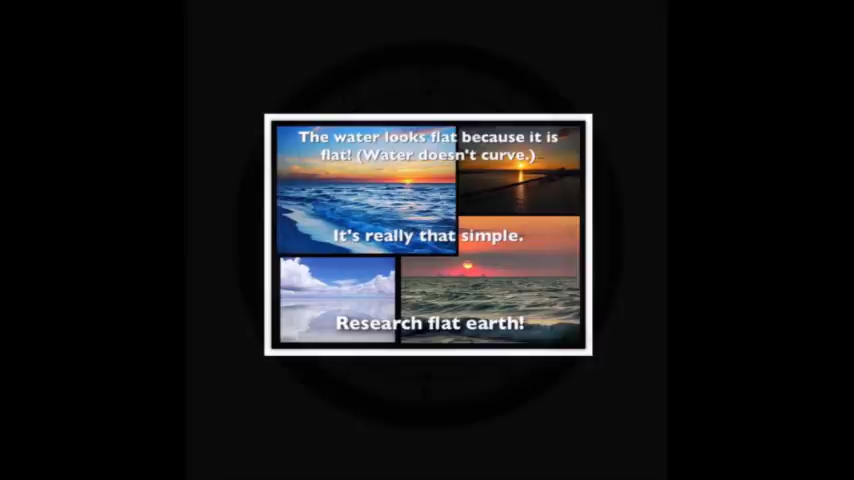 The water looks flat because it is
flat! (Water doesn't curve.)
It's really that simple.
Research flat earth!